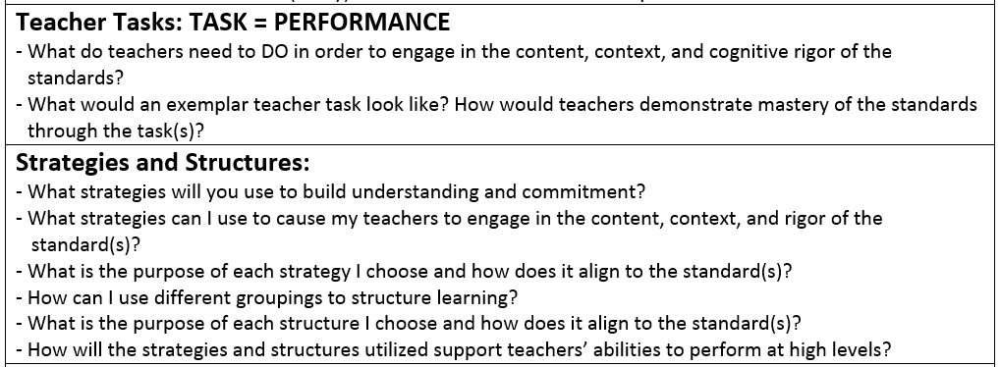 Teacher Tasks: TASK = PERFORMANCE
- What do teachers need to DO in order to engage in the content, context, and cognitive rigor of the
standards?
- What would an exemplar teacher task look like? How would teachers demonstrate mastery of the standards
through the task(s)?
Strategies and Structures:
- What strategies will you use to build understanding and commitment?
- What strategies can I use to cause my teachers to engage in the content, context, and rigor of the
standard(s)?
- What is the purpose of each strategy I choose and how does it align to the standard(s)?
- How can I use different groupings to structure learning?
- What is the purpose of each structure I choose and how does it align to the standard(s)?
- How will the strategies and structures utilized support teachers’ abilities to perform at high levels?